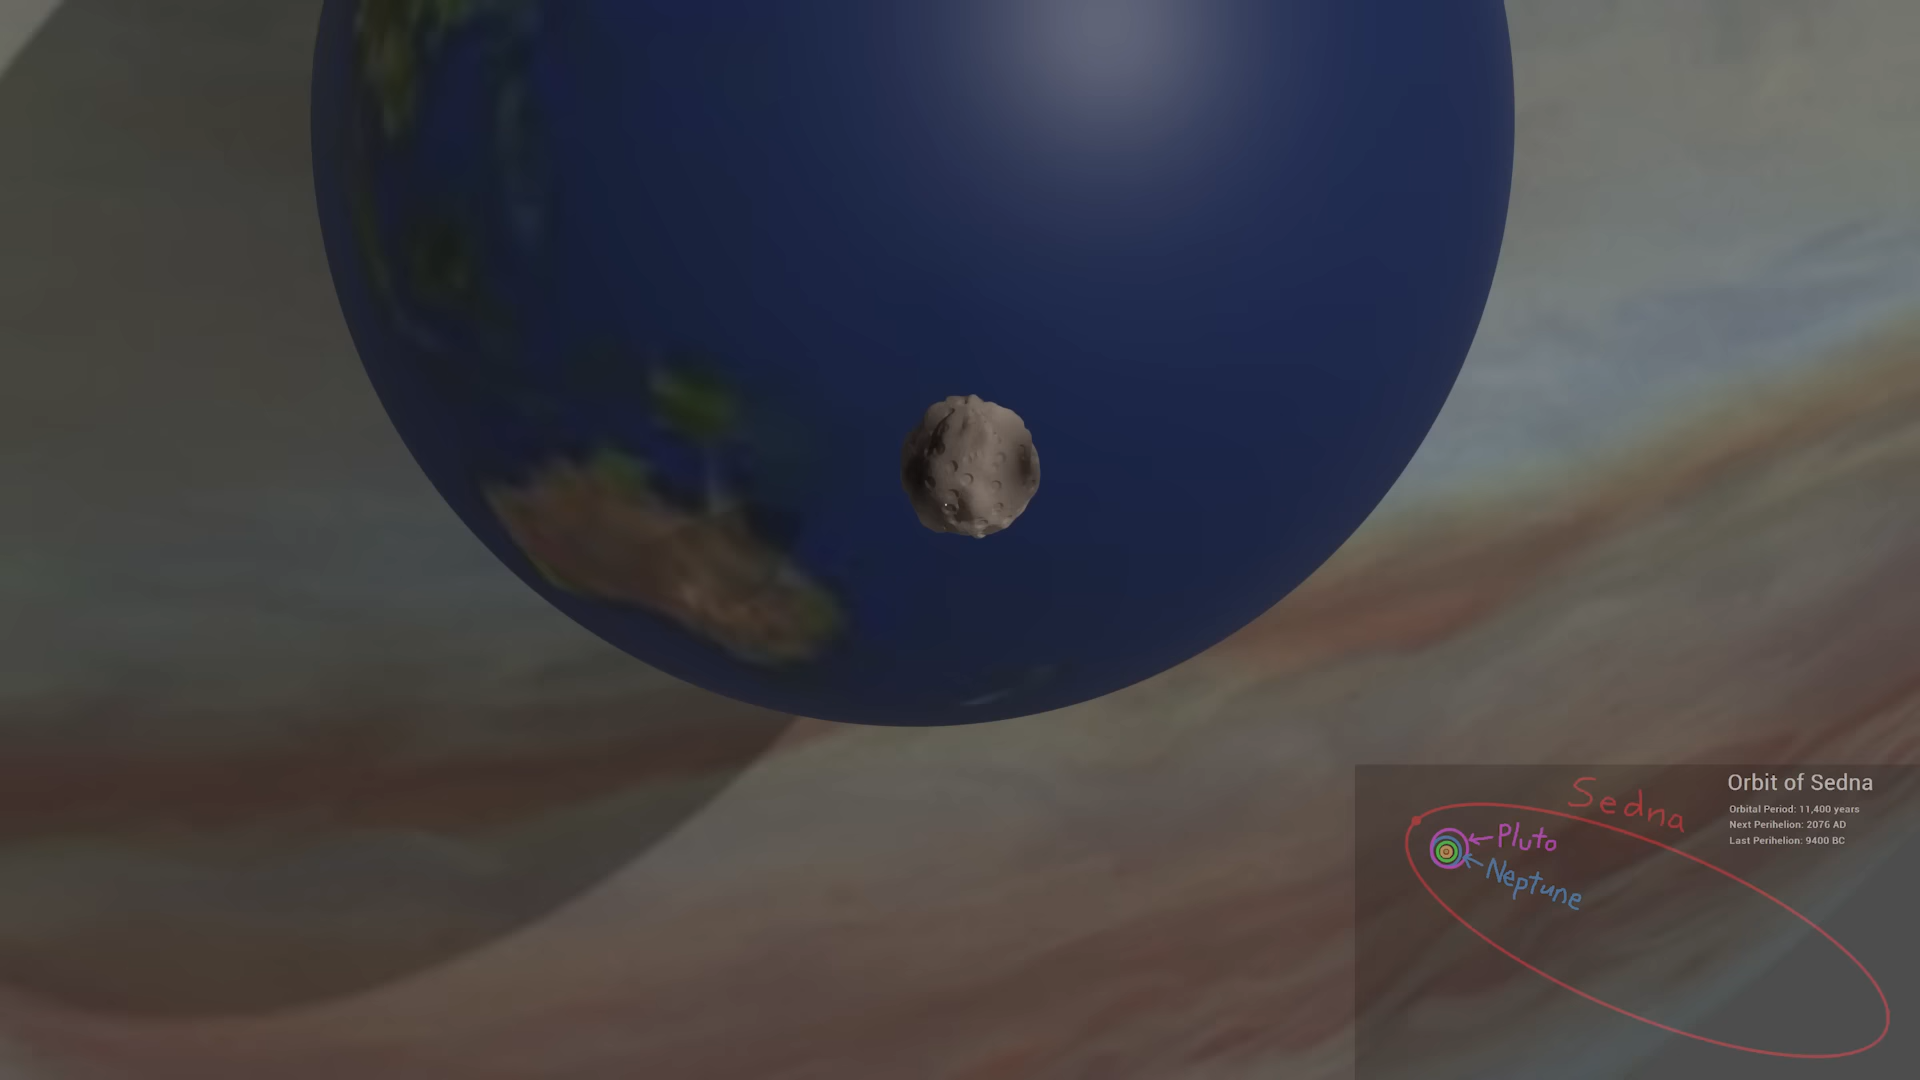 Orbit of Sedna
Orbital Period: 11,400 years
Next Perihelion: 2076 AD
Last Perihelion: 9400 BC
Sedna
Pluto
Neptune